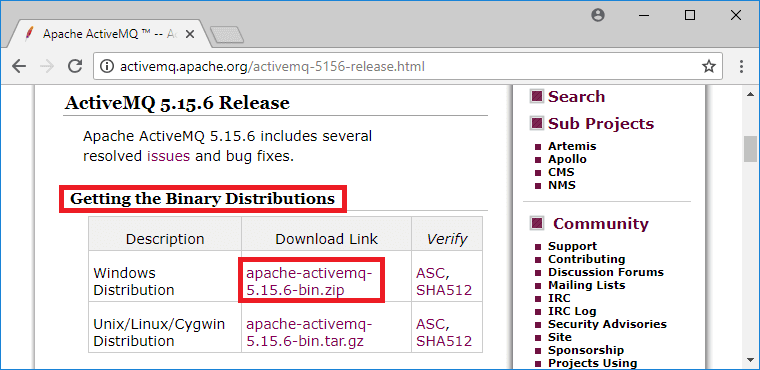 Apache ActiveMQ ™ -- A
activemq.apache.org/activemq-5156-release.html
ActiveMQ 5.15.6 Release
Apache ActiveMQ 5.15.6 includes several
resolved issues and bug fixes.
Getting the Binary Distributions
Description Download Link Verify
Windows
Distribution
apache-activemq-
5.15.6-bin.zip
ASC,
SHA512
Unix/Linux/Cygwin
Distribution
apache-activemq-
5.15.6-bin.tar.gz
ASC,
SHA512
Search
Sub Projects
Artemis
Apollo
CMS
NMS
Community
Support
Contributing
Discussion Forums
Mailing Lists
IRC
IRC Log
Security Advisories
Site
Sponsorship
Projects Using